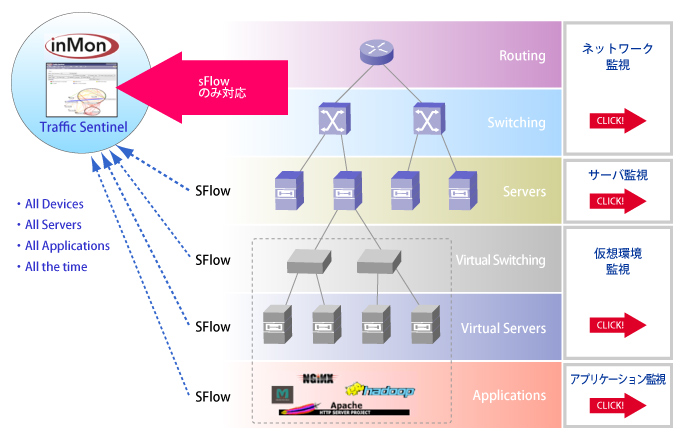 inMon
Traffic Sentinel
sFlow
のみ対応
・All Devices
・All Servers
・All Applications
・All the time
Routing
Switching
SFlow
Servers
SFlow
Virtual Switching
SFlow
Virtual Servers
SFlow
Applications
NGiNX
M
hadoop
Apache
HTTP SERVER PROJECT
ネットワーク
監視
CLICK!
サーバ監視
CLICK!
仮想環境
監視
CLICK!
アプリケーション監視
CLICK!